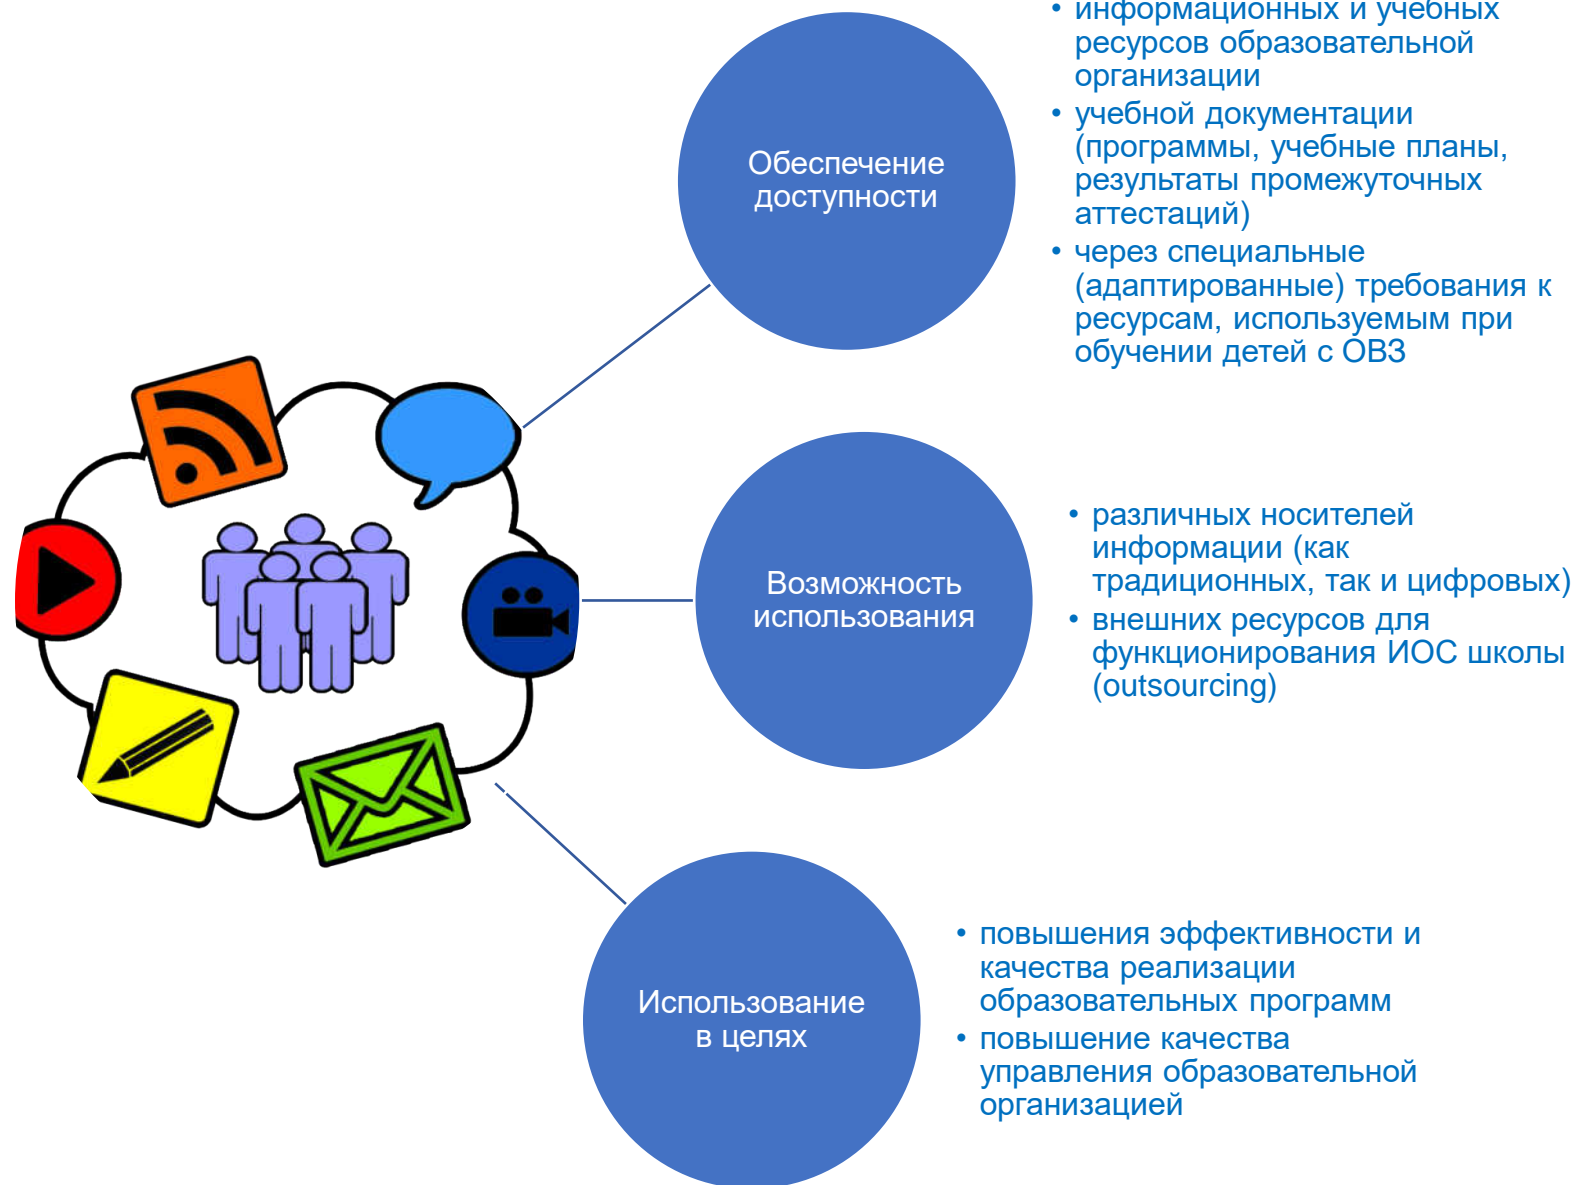 Обеспечение
доступности
• информационных и учебных
ресурсов образовательной
организации
• учебной документации
(программы, учебные планы,
результаты промежуточных
аттестаций)
• через специальные
(адаптированные) требования к
ресурсам, используемым при
обучении детей с ОВЗ
Возможность
использования
• различных носителей
информации (как
традиционных, так и цифровых)
• внешних ресурсов для
функционирования ИОС школы
(outsourcing)
Использование
в целях
• повышения эффективности и
качества реализации
образовательных программ
• повышение качества
управления образовательной
организацией